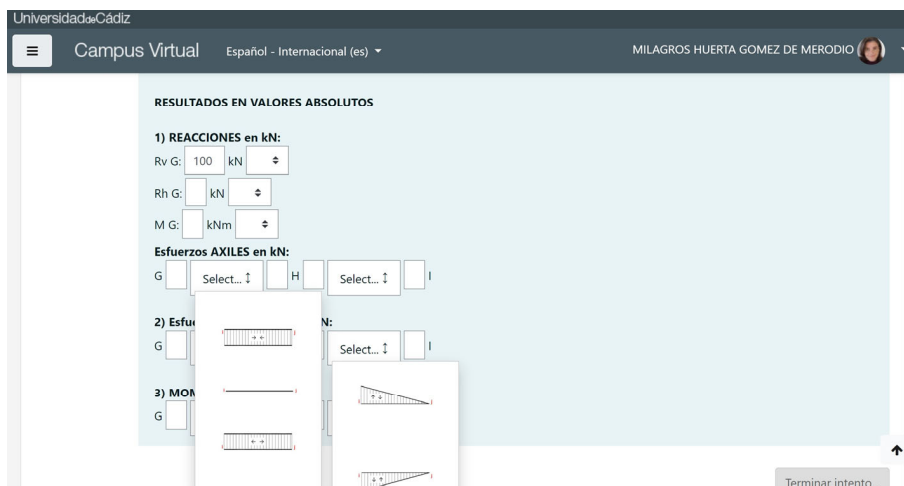 UniversidaddeCádiz
Campus Virtual Español - Internacional (es) MILAGROS HUERTA GOMEZ DE MERODIO
RESULTADOS EN VALORES ABSOLUTOS
1) REACCIONES en kN:
Rv G: 100 kN
Rh G: kN
M G: kNm
Esfuerzos AXILES en kN:
G Select... H Select... I
2) Esfue N:
G Select... I
3) MOM
G
Terminar intento...